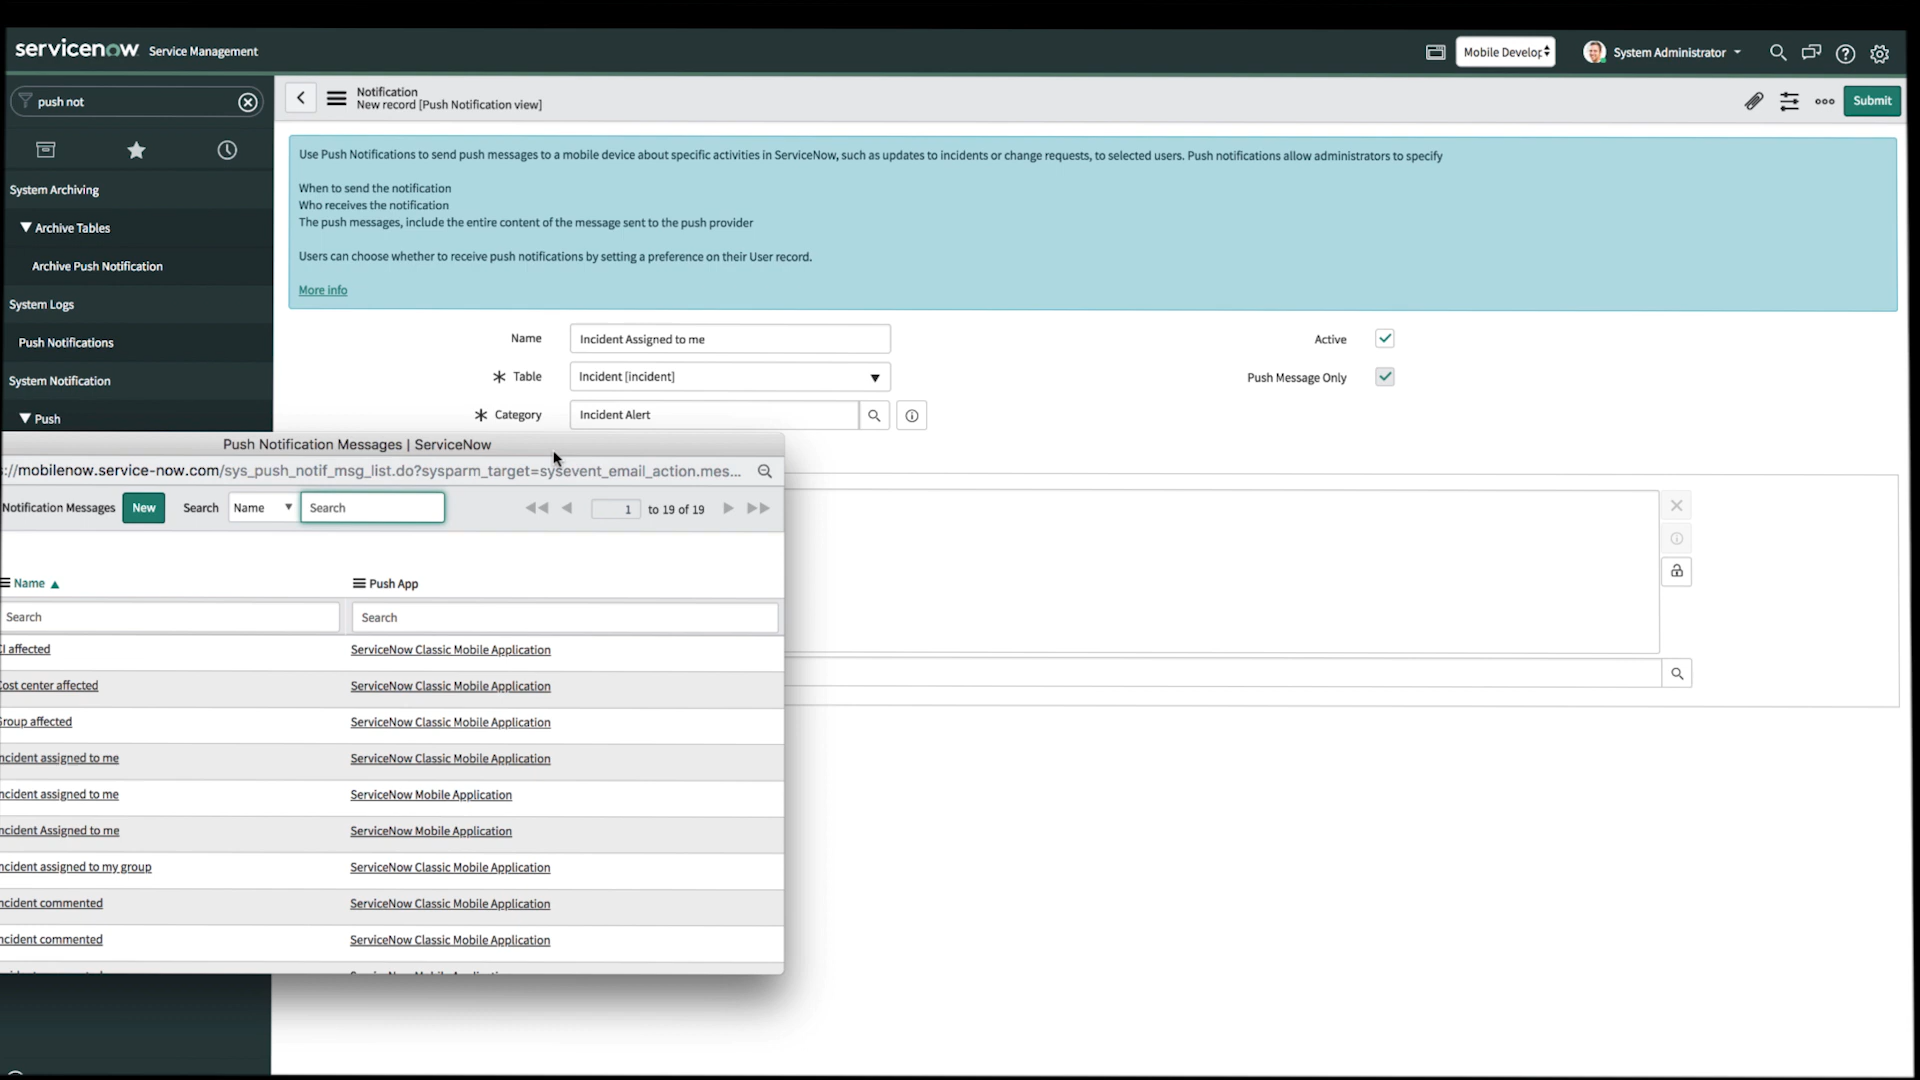 servicenow Service Management
Mobile Develop
System Administrator
push not
Notification
New record [Push Notification view]
Submit
Use Push Notifications to send push messages to a mobile device about specific activities in ServiceNow, such as updates to incidents or change requests, to selected users. Push notifications allow administrators to specify
When to send the notification
Who receives the notification
The push messages, include the entire content of the message sent to the push provider
Users can choose whether to receive push notifications by setting a preference on their User record.
More info
System Archiving
Archive Tables
Archive Push Notification
System Logs
Push Notifications
System Notification
Push
Name Incident Assigned to me
Active
Table Incident [incident]
Push Message Only
Category Incident Alert
Push Notification Messages | ServiceNow
://mobilenow.service-now.com/sys_push_notif_msg_list.do?sysparm_target=sysevent_email_action.mes...
Notification Messages New Search Name Search 1 to 19 of 19
Name Push App
Search Search
CI affected ServiceNow Classic Mobile Application
Cost center affected ServiceNow Classic Mobile Application
Group affected ServiceNow Classic Mobile Application
ncident assigned to me ServiceNow Classic Mobile Application
ncident assigned to me ServiceNow Mobile Application
ncident Assigned to me ServiceNow Mobile Application
ncident assigned to my group ServiceNow Classic Mobile Application
ncident commented ServiceNow Classic Mobile Application
ncident commented ServiceNow Classic Mobile Application